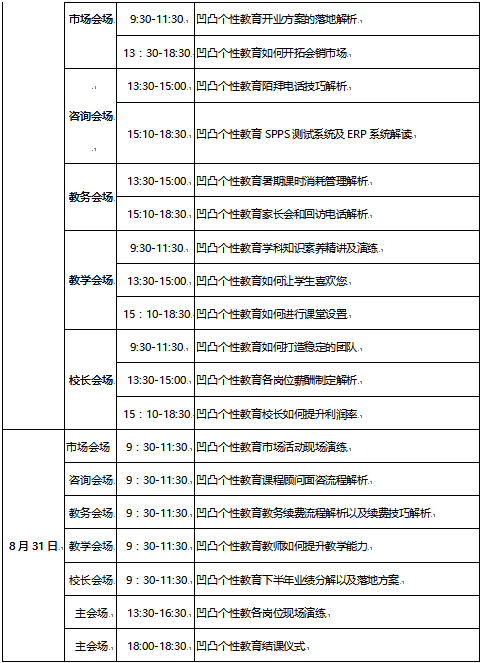 市场会场 9:30-11:30 凹凸个性教育开业方案的落地解析
13：30-18:30 凹凸个性教育如何开拓会销市场
咨询会场 13:30-15:00 凹凸个性教育陌拜电话技巧解析
15:10-18:30 凹凸个性教育 SPPS 测试系统及 ERP 系统解读
教务会场 13:30-15:00 凹凸个性教育暑期课时消耗管理解析
15:10-18:30 凹凸个性教育家长会和回访电话解析
教学会场 9:30-11:30 凹凸个性教育学科知识素养精讲及演练
13:30-15:00 凹凸个性教育如何让学生喜欢您
15：10-18:30 凹凸个性教育如何进行课堂设置
校长会场 9:30-11:30 凹凸个性教育如何打造稳定的团队
13:30-15:00 凹凸个性教育各岗位薪酬制定解析
15：10-18:30 凹凸个性教育校长如何提升利润率
8 月 31 日 市场会场 9：30-11:30 凹凸个性教育市场活动现场演练
咨询会场 9：30-11:30 凹凸个性教育课程顾问面咨流程解析
教务会场 9：30-11:30 凹凸个性教育教务续费流程解析以及续费技巧解析
教学会场 9：30-11:30 凹凸个性教育教师如何提升教学能力
校长会场 9：30-11:30 凹凸个性教育下半年业绩分解以及落地方案
主会场 13:30-16:30 凹凸个性教各岗位现场演练
主会场 18:00-18:30 凹凸个性教育结课仪式